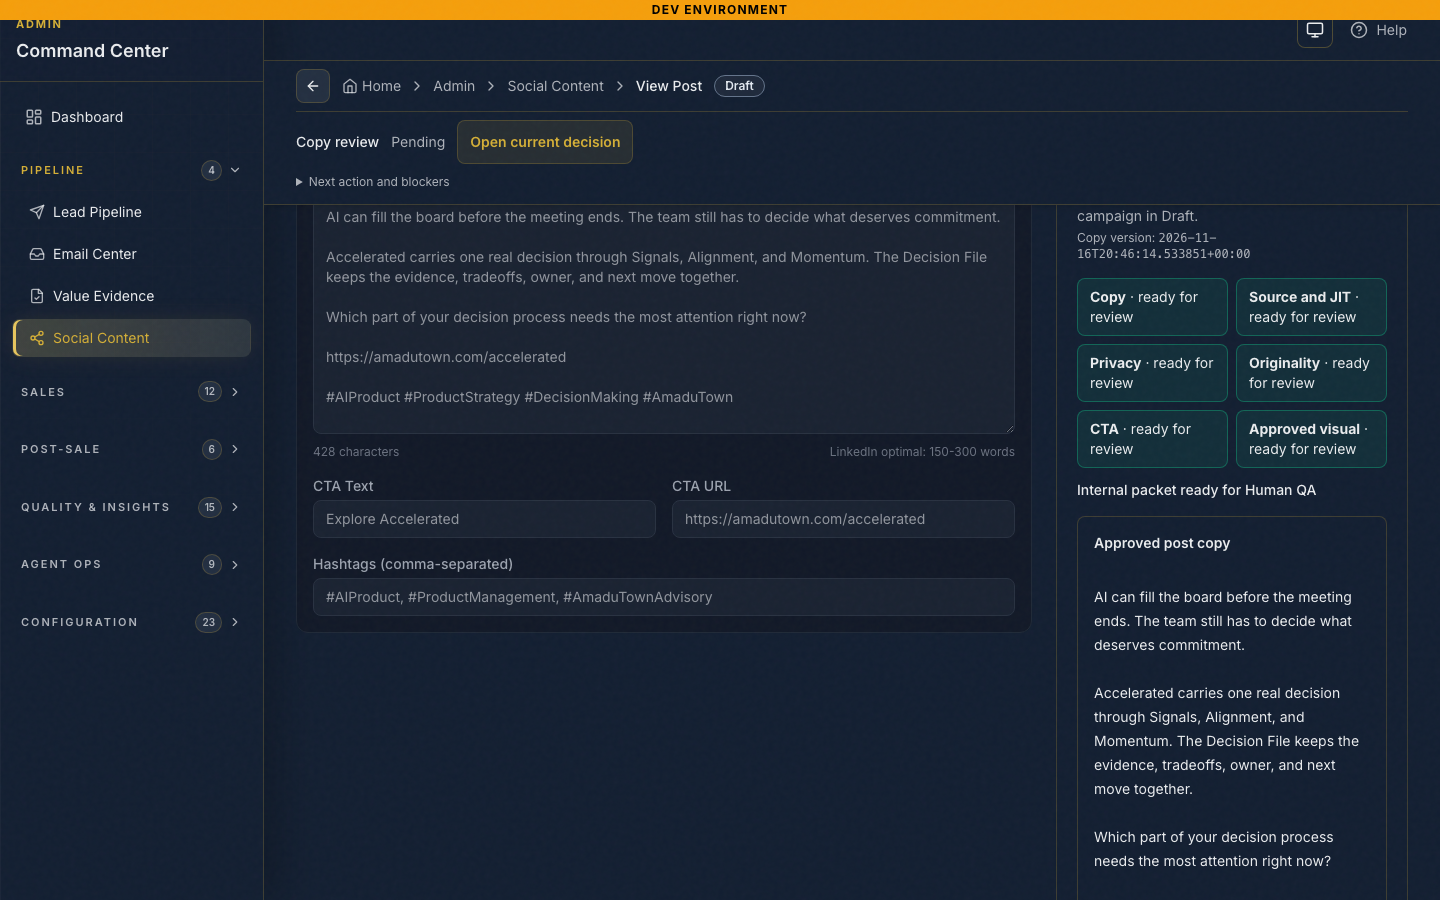 DEV ENVIRONMENT
ADMIN
Command Center
Help
Dashboard
PIPELINE 4
Lead Pipeline
Email Center
Value Evidence
Social Content
SALES 12
POST-SALE 6
QUALITY & INSIGHTS 15
AGENT OPS 9
CONFIGURATION 23
Home > Admin > Social Content > View Post Draft
Copy review Pending Open current decision
Next action and blockers
AI can fill the board before the meeting ends. The team still has to decide what deserves commitment.
Accelerated carries one real decision through Signals, Alignment, and Momentum. The Decision File
keeps the evidence, tradeoffs, owner, and next move together.
Which part of your decision process needs the most attention right now?
https://amadutown.com/accelerated
#AIProduct #ProductStrategy #DecisionMaking #AmaduTown
428 characters
LinkedIn optimal: 150-300 words
CTA Text
Explore Accelerated
CTA URL
https://amadutown.com/accelerated
Hashtags (comma-separated)
#AIProduct, #ProductManagement, #AmaduTownAdvisory
campaign in Draft.
Copy version: 2026-11-
16T20:46:14.533851+00:00
Copy · ready for
review
Source and JIT ·
ready for review
Privacy · ready for
review
Originality · ready
for review
CTA · ready for
review
Approved visual ·
ready for review
Internal packet ready for Human QA
Approved post copy
AI can fill the board before the meeting
ends. The team still has to decide what
deserves commitment.
Accelerated carries one real decision
through Signals, Alignment, and
Momentum. The Decision File keeps the
evidence, tradeoffs, owner, and next
move together.
Which part of your decision process
needs the most attention right now?